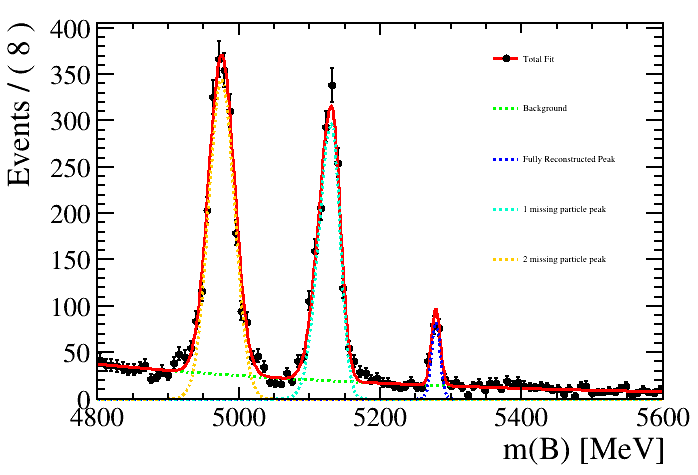 Events / ( 8 )
400
350
300
250
200
150
100
50
0
4800 5000 5200 5400 5600
m(B) [MeV]
Total Fit
Background
Fully Reconstructed Peak
1 missing particle peak
2 missing particle peak